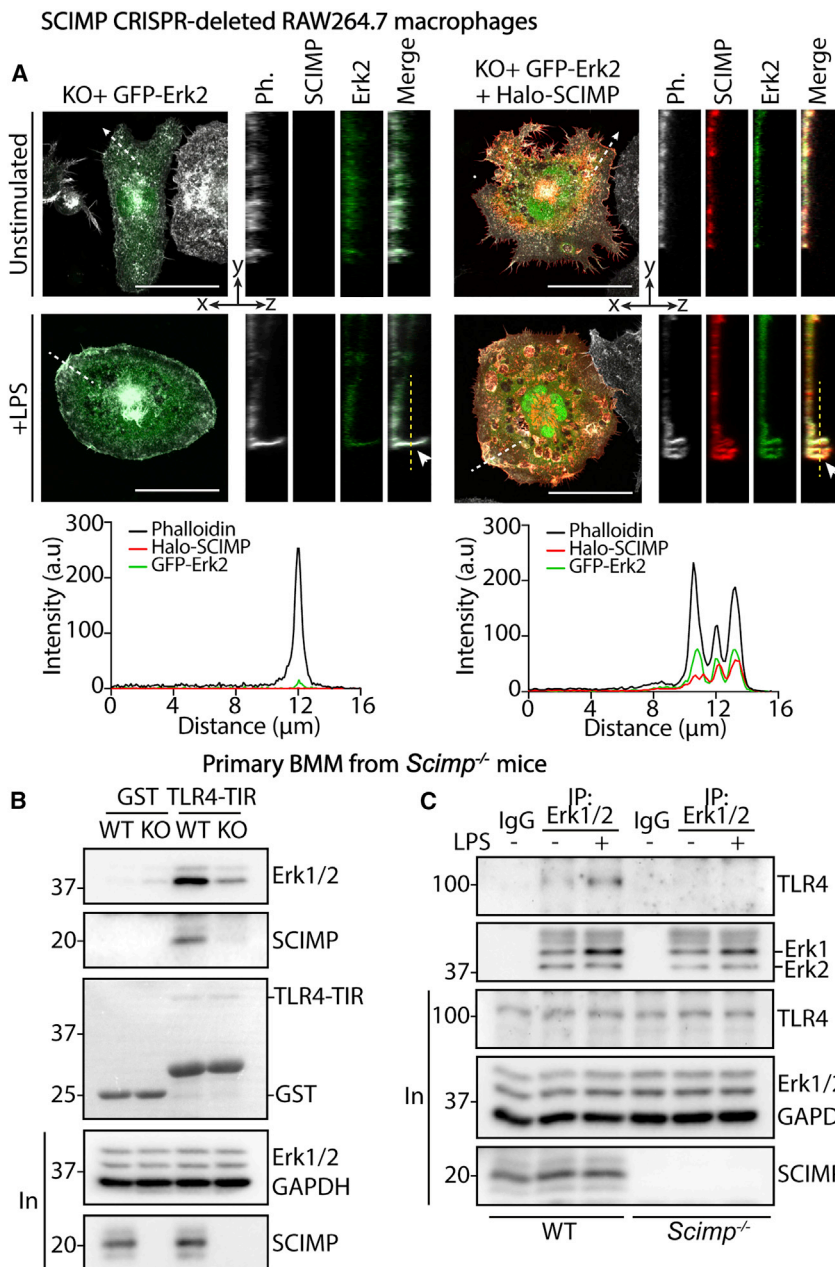 SCIMP CRISPR-deleted RAW264.7 macrophages
A
KO+ GFP-Erk2
Ph.
SCIMP
Erk2
Merge
KO+ GFP-Erk2
+ Halo-SCIMP
Ph.
SCIMP
Erk2
Merge
Unstimulated
y
x
z
y
x
z
+LPS
300
200
100
0
Intensity (a.u)
Phalloidin
Halo-SCIMP
GFP-Erk2
0 4 8 12 16
Distance (μm)
300
200
100
0
Intensity (a.u)
Phalloidin
Halo-SCIMP
GFP-Erk2
0 4 8 12 16
Distance (μm)
Primary BMM from Scimp-/- mice
B
GST TLR4-TIR
WT KO WT KO
37
Erk1/2
20
SCIMP
TLR4-TIR
37
25
GST
In
37
Erk1/2
GAPDH
20
SCIMP
C
IgG IP: Erk1/2 IgG IP: Erk1/2
LPS - - + - - +
100
TLR4
Erk1
Erk2
37
In
100
TLR4
37
Erk1/2
GAPD
20
SCIMI
WT Scimp-/-